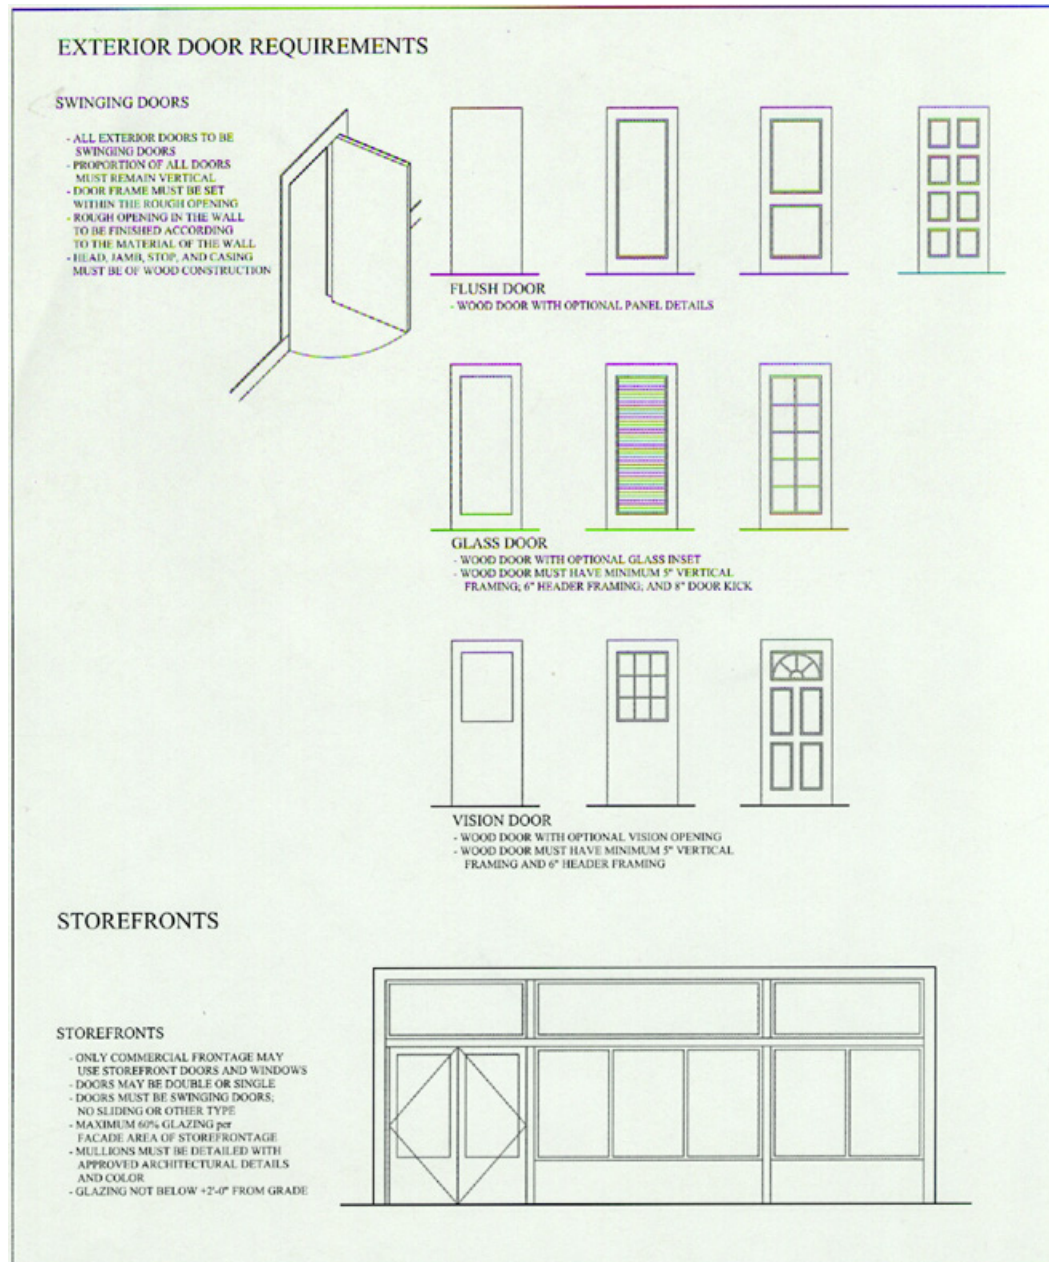 EXTERIOR DOOR REQUIREMENTS
SWINGING DOORS
- ALL EXTERIOR DOORS TO BE
SWINGING DOORS
- PROPORTION OF ALL DOORS
MUST REMAIN VERTICAL
- DOOR FRAME MUST BE SET
WITHIN THE ROUGH OPENING
- ROUGH OPENING IN THE WALL
TO BE FINISHED ACCORDING
TO THE MATERIAL OF THE WALL
- HEAD, JAMB, STOP, AND CASING
MUST BE OF WOOD CONSTRUCTION
FLUSH DOOR
- WOOD DOOR WITH OPTIONAL PANEL DETAILS
GLASS DOOR
- WOOD DOOR WITH OPTIONAL GLASS INSET
- WOOD DOOR MUST HAVE MINIMUM 5" VERTICAL
FRAMING; 6" HEADER FRAMING; AND 8" DOOR KICK
VISION DOOR
- WOOD DOOR WITH OPTIONAL VISION OPENING
- WOOD DOOR MUST HAVE MINIMUM 5" VERTICAL
FRAMING AND 6" HEADER FRAMING
STOREFRONTS
STOREFRONTS
- ONLY COMMERCIAL FRONTAGE MAY
USE STOREFRONT DOORS AND WINDOWS
- DOORS MAY BE DOUBLE OR SINGLE
- DOORS MUST BE SWINGING DOORS;
NO SLIDING OR OTHER TYPE
- MAXIMUM 60% GLAZING per
FACADE AREA OF STOREFRONTAGE
- MULLIONS MUST BE DETAILED WITH
APPROVED ARCHITECTURAL DETAILS
AND COLOR
- GLAZING NOT BELOW +2'-0" FROM GRADE